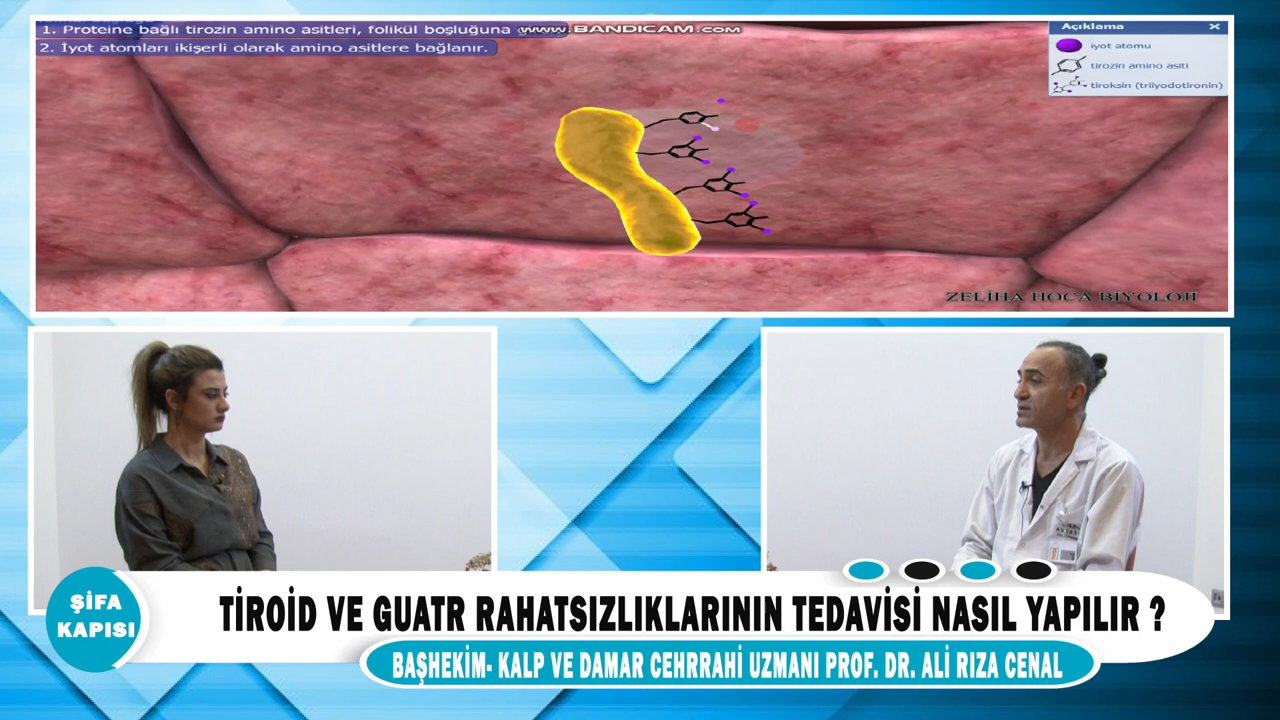 1. Proteine bağlı tirozin amino asitleri, folikül boşluğuna
www.BANDICAM.com
2. İyot atomları ikişerli olarak amino asitlere bağlanır.
Açıklama
iyot atomu
tirozin amino asiti
tiroksin (triiyodotironin)
ZELİHA HOCA BİYOLOJİ
ŞİFA
KAPISI
TİROİD VE GUATR RAHATSIZLIKLARININ TEDAVİSİ NASIL YAPILIR ?
BAŞHEKİM- KALP VE DAMAR CEHRRAHİ UZMANI PROF. DR. ALİ RIZA CENAL